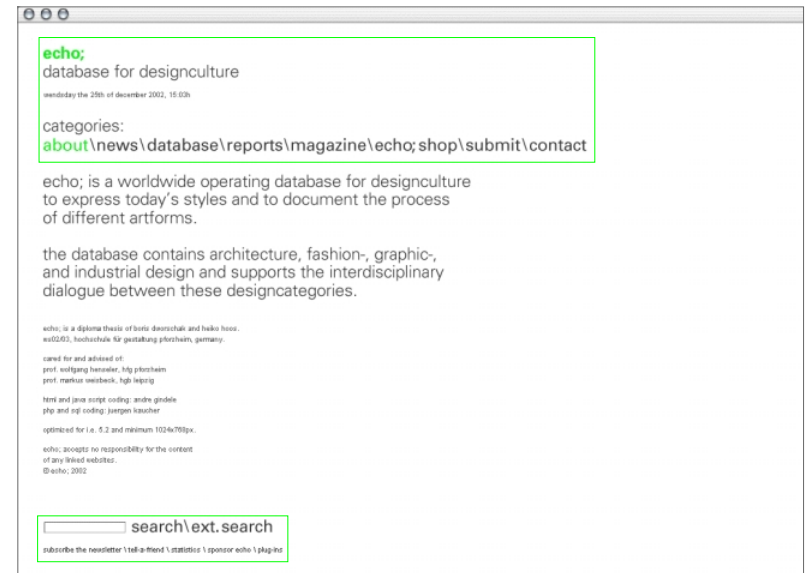 echo;
database for designculture
wendsday the 25th of december 2002, 15:03h
categories:
about\news\database\reports\magazine\echo;shop\submit\contact
echo; is a worldwide operating database for designculture
to express today's styles and to document the process
of different artforms.
the database contains architecture, fashion-, graphic-,
and industrial design and supports the interdisciplinary
dialogue between these designcategories.
echo; is a diploma thesis of boris dworschak and heiko hoos.
ws02/03, hochschule für gestaltung pforzheim, germany.
cared for and advised of:
prof. wolfgang henseler, hfg pforzheim
prof. markus weisbeck, hgb leipzig
html and java script coding: andre gindele
php and sql coding: juergen kaucher
optimized for i.e. 5.2 and minimum 1024x768px.
echo; accepts no responsibility for the content
of any linked websites.
© echo; 2002
search\ext.search
subscribe the newsletter \ tell-a-friend \ statistics \ sponsor echo \ plug-ins